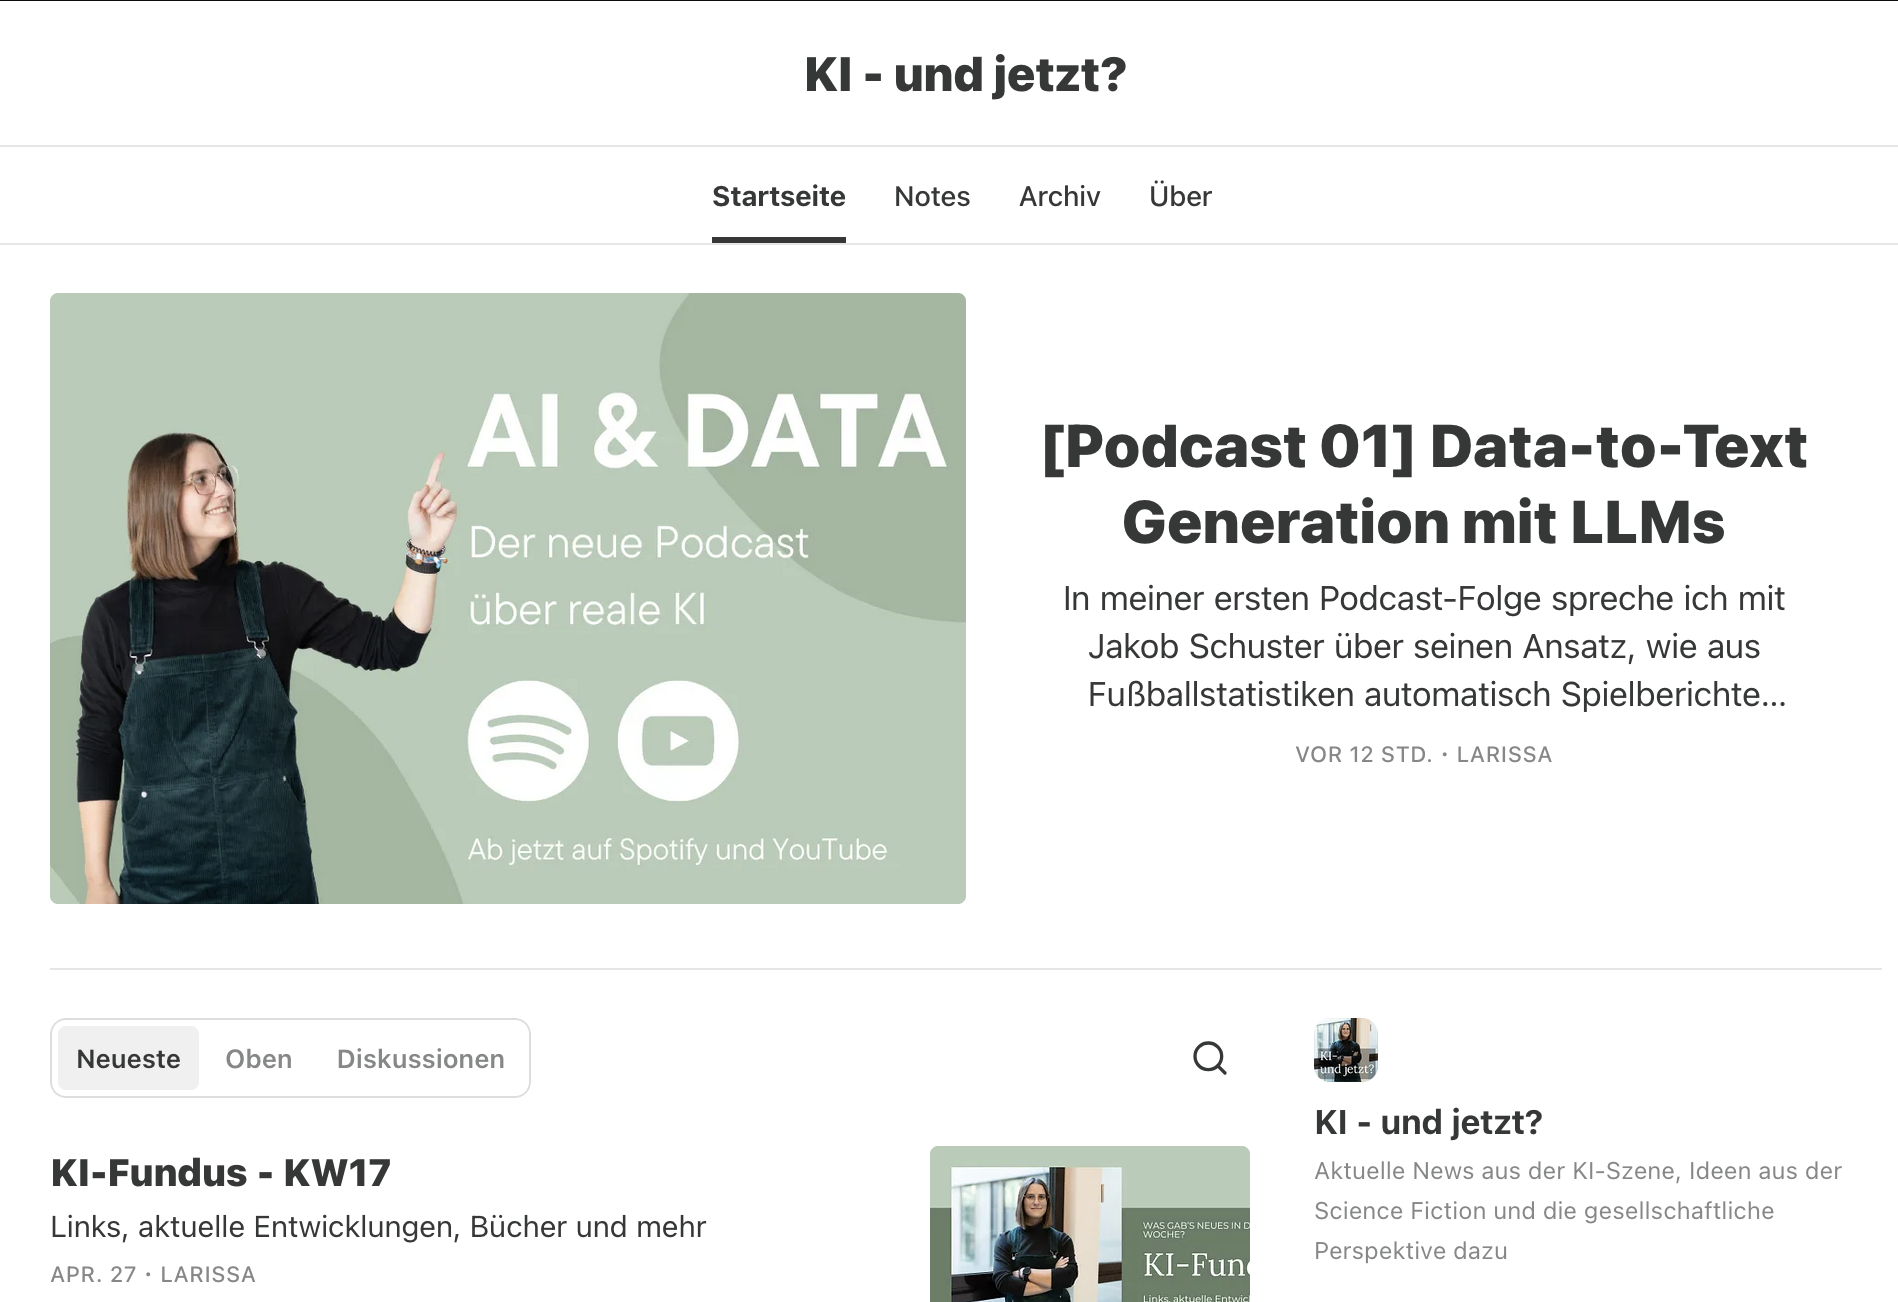 KI - und jetzt?
Startseite
Notes
Archiv
Über
AI & DATA
Der neue Podcast
über reale KI
Ab jetzt auf Spotify und YouTube
[Podcast 01] Data-to-Text
Generation mit LLMs
In meiner ersten Podcast-Folge spreche ich mit
Jakob Schuster über seinen Ansatz, wie aus
Fußballstatistiken automatisch Spielberichte...
VOR 12 STD. • LARISSA
Neueste
Oben
Diskussionen
KI-Fundus - KW17
Links, aktuelle Entwicklungen, Bücher und mehr
APR. 27 • LARISSA
WAS GAB'S NEUES IN D
WOCHE?
KI-Fun
Links, aktuelle Entwic
KI-
und jetzt?
KI - und jetzt?
Aktuelle News aus der KI-Szene, Ideen aus der
Science Fiction und die gesellschaftliche
Perspektive dazu